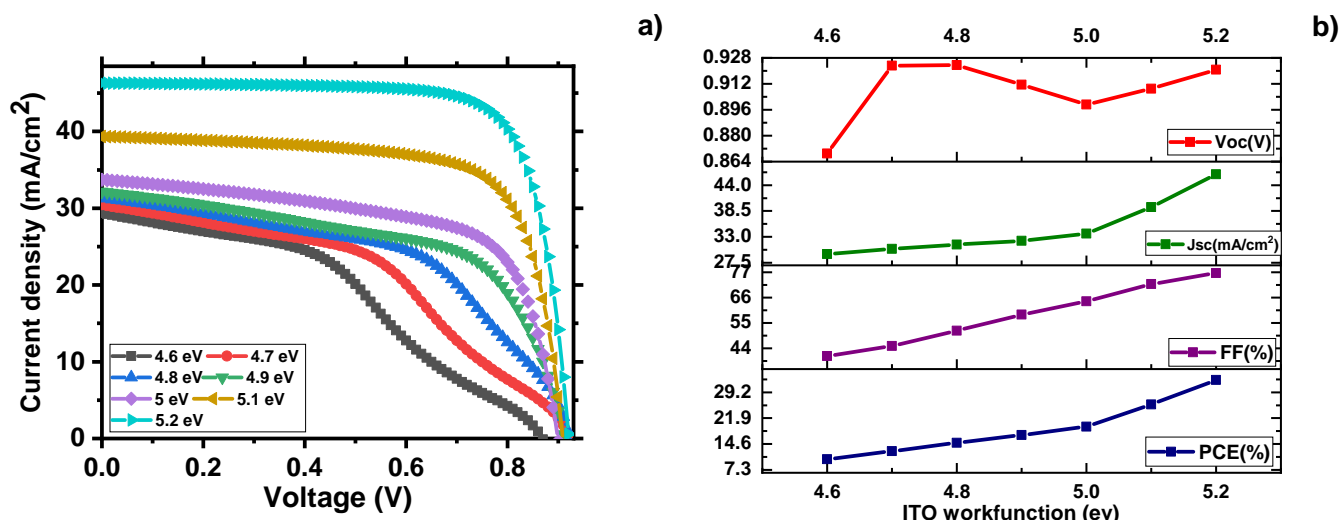 a)
Current density (mA/cm²)
40
30
20
10
0
4.6 eV 4.7 eV
4.8 eV 4.9 eV
5 eV 5.1 eV
5.2 eV
0.0 0.2 0.4 0.6 0.8
Voltage (V)
b)
4.6 4.8 5.0 5.2
0.928
0.912
0.896
0.880
0.864
Voc(V)
44.0
38.5
33.0
27.5
Jsc(mA/cm²)
77
66
55
44
FF(%)
29.2
21.9
14.6
7.3
PCE(%)
4.6 4.8 5.0 5.2
ITO workfunction (ev)